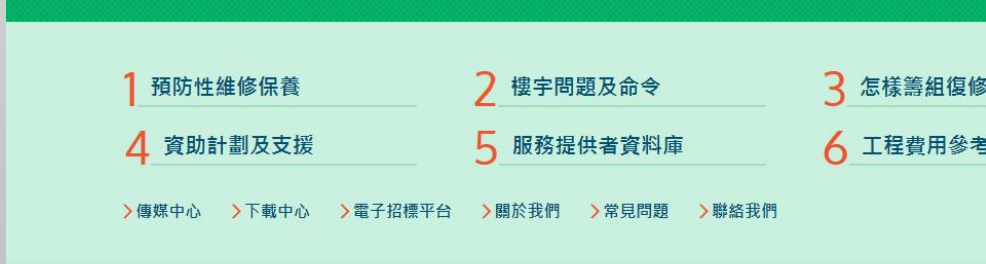 1 預防性維修保養 2 樓宇問題及命令 3 怎樣籌組復修
4 資助計劃及支援 5 服務提供者資料庫 6 工程費用參考
>傳媒中心 >下載中心 >電子招標平台 >關於我們 >常見問題 >聯絡我們